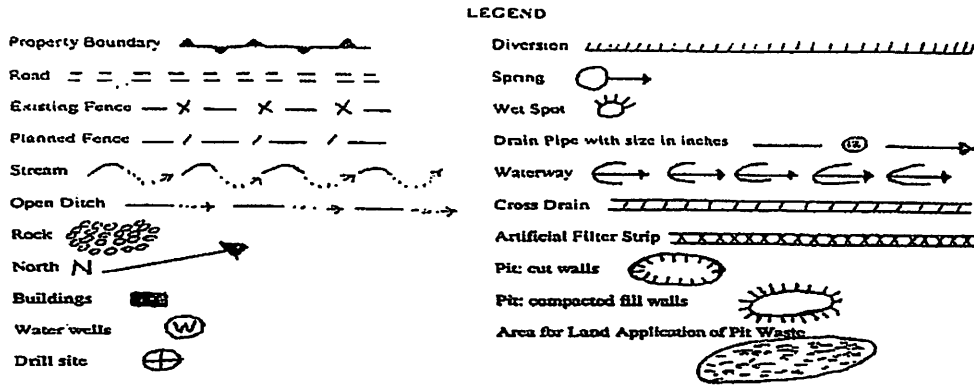 LEGEND
Property Boundary
Road
Existing Fence
Planned Fence
Stream
Open Ditch
Rock
North N
Buildings
Water wells W
Drill site
Diversion
Spring
Wet Spot
Drain Pipe with size in inches 12
Waterway
Cross Drain
Artificial Filter Strip
Pit: cut walls
Pit: compacted fill walls
Area for Land Application of Pit Waste